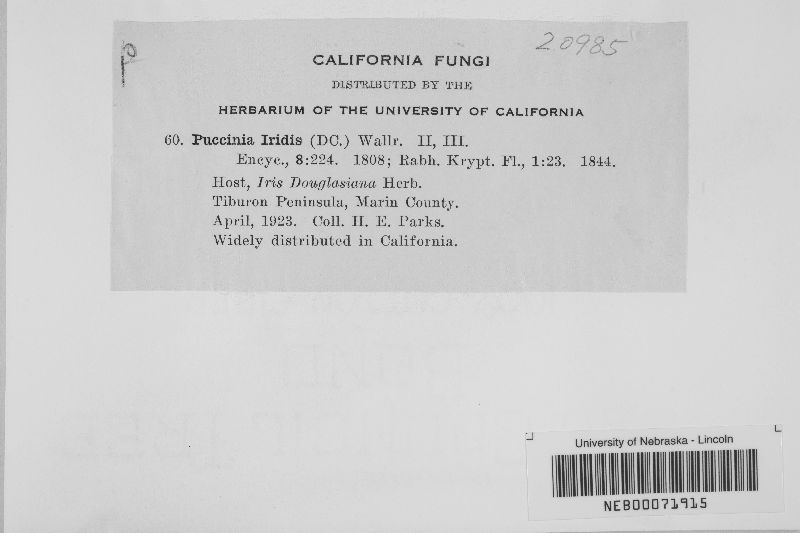 p
20985
CALIFORNIA FUNGI
DISTRIBUTED BY THE
HERBARIUM OF THE UNIVERSITY OF CALIFORNIA
60. Puccinia Iridis (DC.) Wallr. II, III.
Encyc., 8:224. 1808; Rabh. Krypt. Fl., 1:23. 1844.
Host, Iris Douglasiana Herb.
Tiburon Peninsula, Marin County.
April, 1923. Coll. H. E. Parks.
Widely distributed in California.
University of Nebraska - Lincoln
NEB00071915